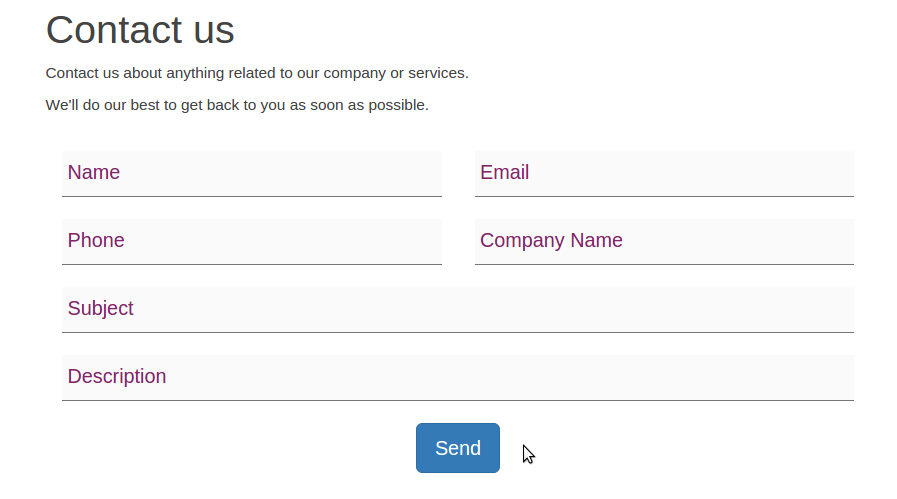 Contact us
Contact us about anything related to our company or services.
We'll do our best to get back to you as soon as possible.
Name
Email
Phone
Company Name
Subject
Description
Send